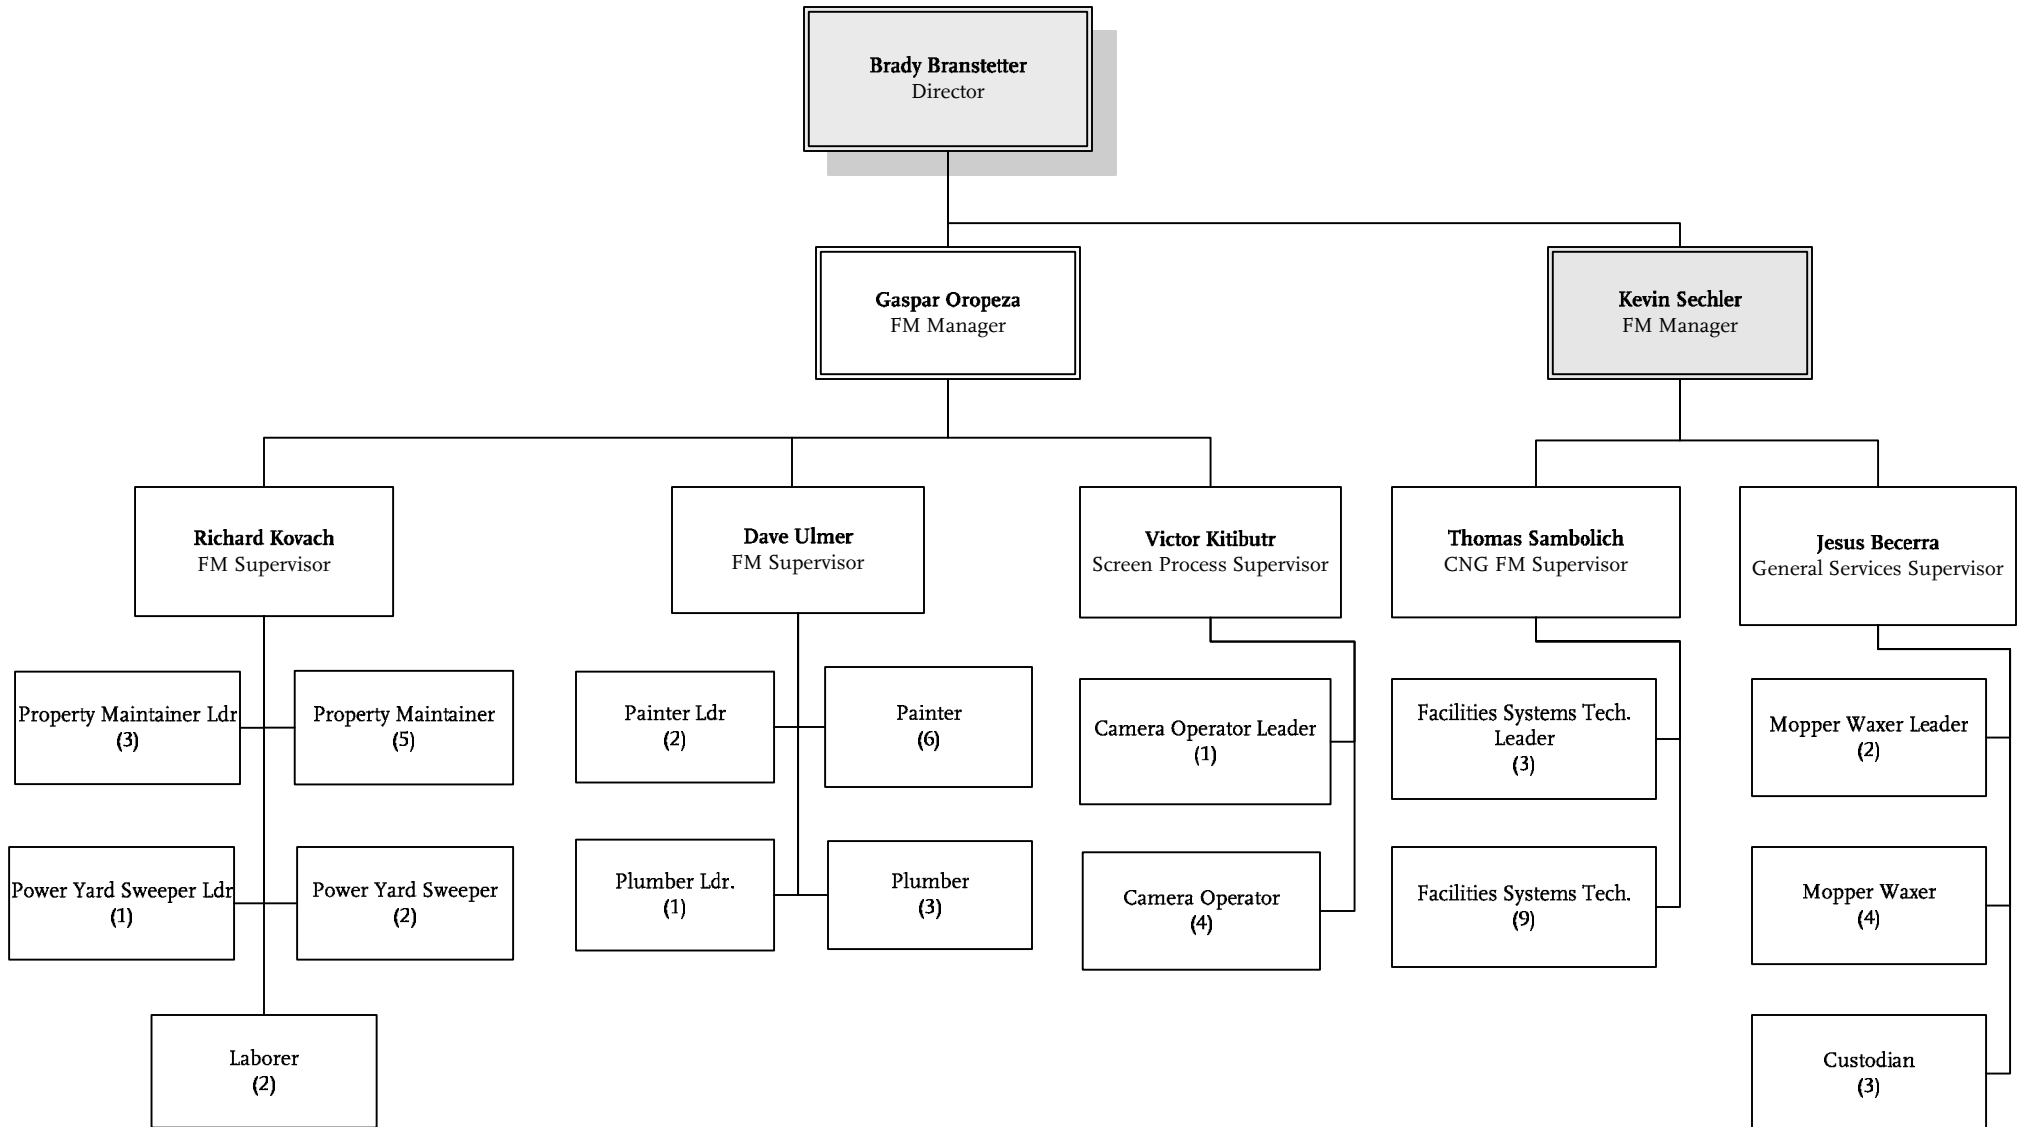 Brady Branstetter
Director
Gaspar Oropeza
FM Manager
Kevin Sechler
FM Manager
Richard Kovach
FM Supervisor
Dave Ulmer
FM Supervisor
Victor Kitibutr
Screen Process Supervisor
Thomas Sambolich
CNG FM Supervisor
Jesus Becerra
General Services Supervisor
Property Maintainer Ldr
(3)
Property Maintainer
(5)
Painter Ldr
(2)
Painter
(6)
Camera Operator Leader
(1)
Facilities Systems Tech.
Leader
(3)
Mopper Waxer Leader
(2)
Power Yard Sweeper Ldr
(1)
Power Yard Sweeper
(2)
Plumber Ldr.
(1)
Plumber
(3)
Camera Operator
(4)
Facilities Systems Tech.
(9)
Mopper Waxer
(4)
Laborer
(2)
Custodian
(3)